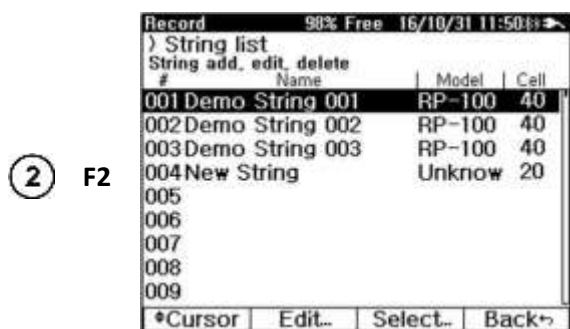 Record 98% Free 16/10/31 11:50
String list
String add, edit, delete
# Name Model Cell
001 Demo String 001 RP-100 40
002 Demo String 002 RP-100 40
003 Demo String 003 RP-100 40
004 New String Unknow 20
005
006
007
008
009
Cursor Edit… Select… Back
2 F2